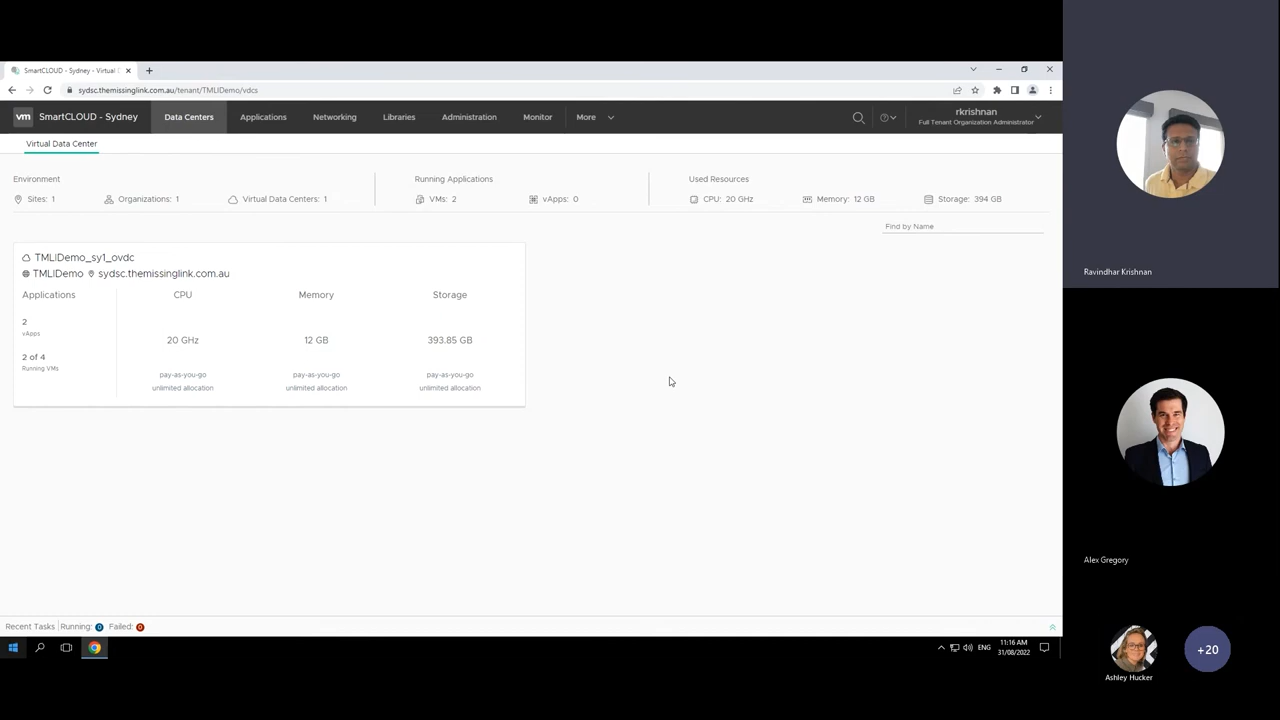 SmartCLOUD - Sydney - Virtual C
sydsc.themissinglink.com.au/tenant/TMLIDemo/vdcs
vm SmartCLOUD - Sydney Data Centers Applications Networking Libraries Administration Monitor More rkrishnan
Full Tenant Organization Administrator
Virtual Data Center
Environment Running Applications Used Resources
Sites: 1 Organizations: 1 Virtual Data Centers: 1 VMs: 2 vApps: 0 CPU: 20 GHz Memory: 12 GB Storage: 394 GB
Find by Name
TMLIDemo_sy1_ovdc
TMLIDemo sydsc.themissinglink.com.au
Applications CPU Memory Storage
2
vApps
20 GHz 12 GB 393.85 GB
2 of 4
Running VMs
pay-as-you-go pay-as-you-go pay-as-you-go
unlimited allocation unlimited allocation unlimited allocation
Recent Tasks Running: 0 Failed: 0
ENG 11:16 AM
31/08/2022
Ravindhar Krishnan
Alex Gregory
+20
Ashley Hucker